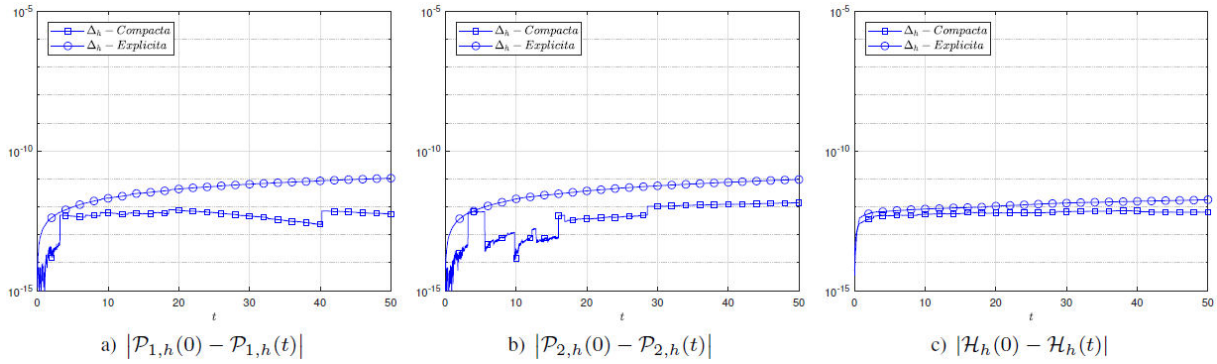 10^-5
Δ_h − Compacta
Δ_h − Explicita
10^-10
10^-15
0 10 20 30 40 50
t
a) |P_{1,h}(0) − P_{1,h}(t)|
10^-5
Δ_h − Compacta
Δ_h − Explicita
10^-10
10^-15
0 10 20 30 40 50
t
b) |P_{2,h}(0) − P_{2,h}(t)|
10^-5
Δ_h − Compacta
Δ_h − Explicita
10^-10
10^-15
0 10 20 30 40 50
t
c) |H_h(0) − H_h(t)|